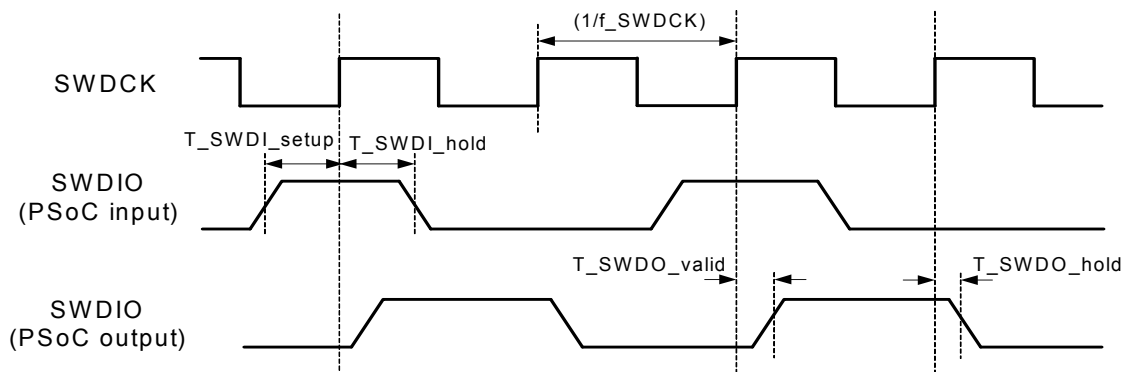 (1/f_SWDCK)
SWDCK
T_SWDI_setup
T_SWDI_hold
SWDIO
(PSoC input)
T_SWDO_valid
T_SWDO_hold
SWDIO
(PSoC output)